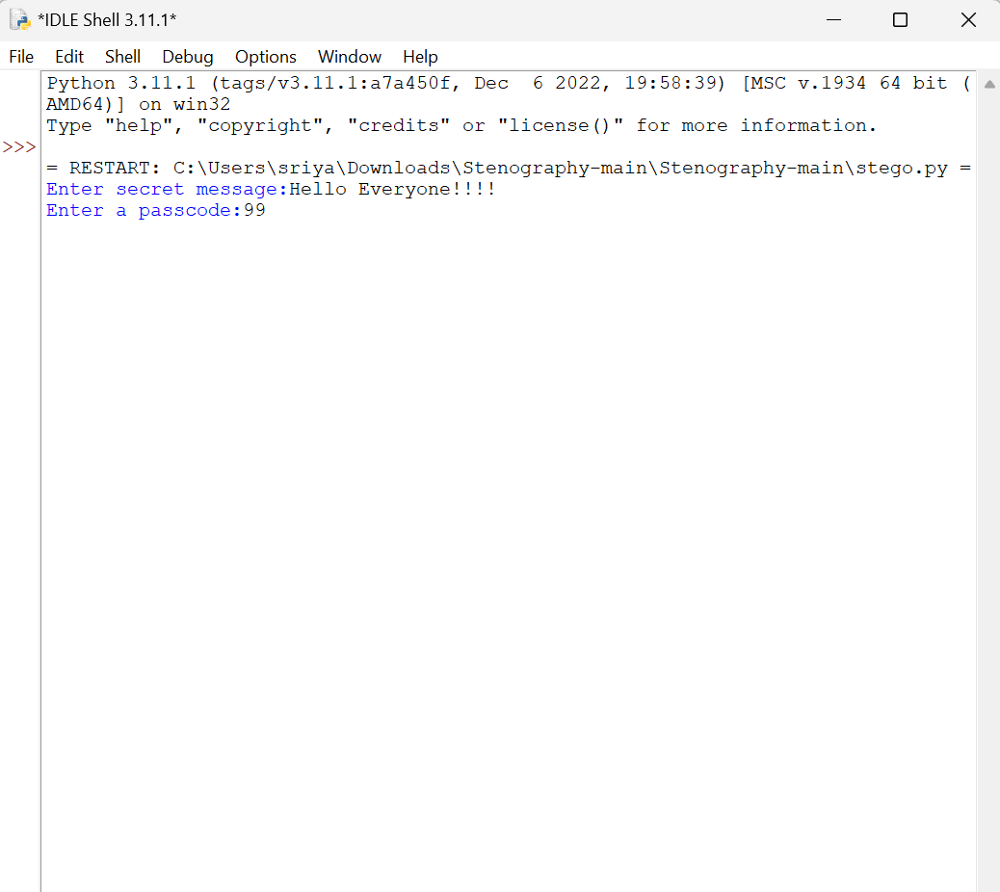 *IDLE Shell 3.11.1*
File Edit Shell Debug Options Window Help
Python 3.11.1 (tags/v3.11.1:a7a450f, Dec  6 2022, 19:58:39) [MSC v.1934 64 bit (
AMD64)] on win32
Type "help", "copyright", "credits" or "license()" for more information.
>>>
= RESTART: C:\Users\sriya\Downloads\Stenography-main\Stenography-main\stego.py =
Enter secret message:Hello Everyone!!!!
Enter a passcode:99